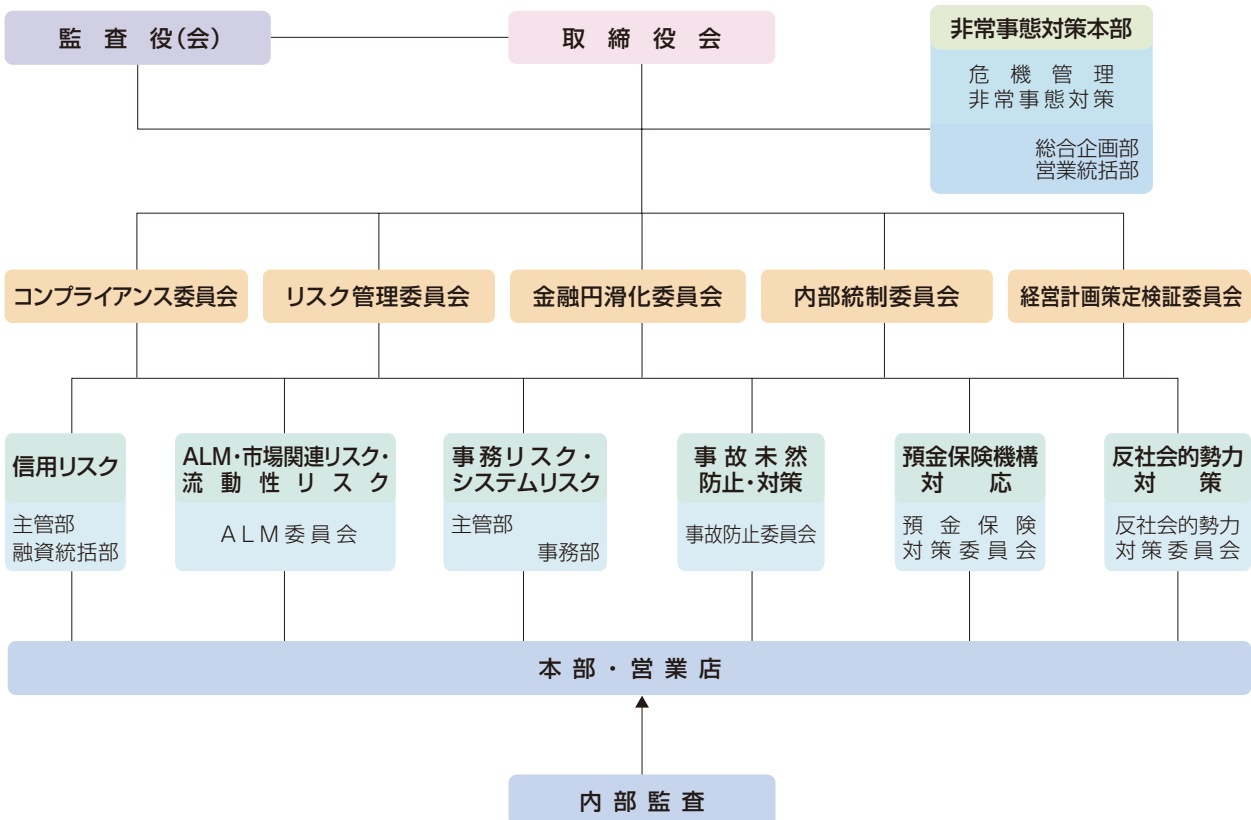 監査役(会)
取締役会
非常事態対策本部
危機管理
非常事態対策
総合企画部
営業統括部
コンプライアンス委員会
リスク管理委員会
金融円滑化委員会
内部統制委員会
経営計画策定検証委員会
信用リスク
主管部
融資統括部
ALM・市場関連リスク・
流動性リスク
ALM委員会
事務リスク・
システムリスク
主管部
事務部
事故未然
防止・対策
事故防止委員会
預金保険機構
対応
預金保険
対策委員会
反社会的勢力
対策
反社会的勢力
対策委員会
本部・営業店
内部監査